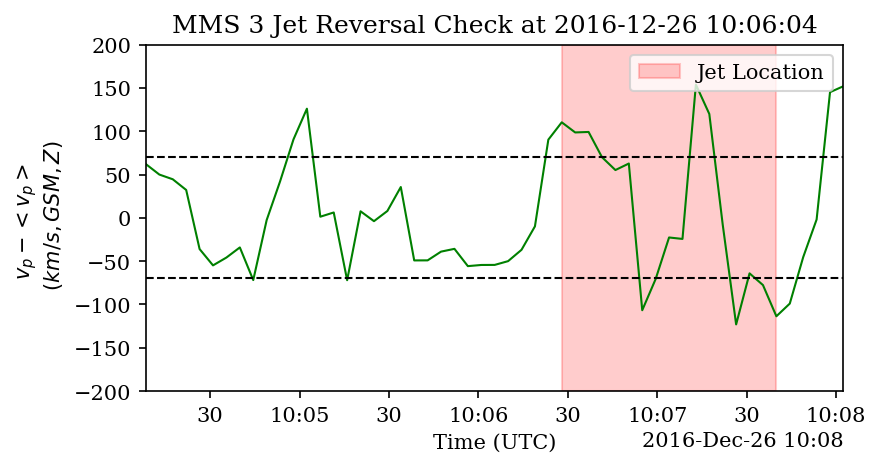 MMS 3 Jet Reversal Check at 2016-12-26 10:06:04
Jet Location
200
150
100
50
0
−50
−100
−150
−200
v_p − < v_p >
(km/s, GSM, Z)
30 10:05 30 10:06 30 10:07 30 10:08
Time (UTC)
2016-Dec-26 10:08